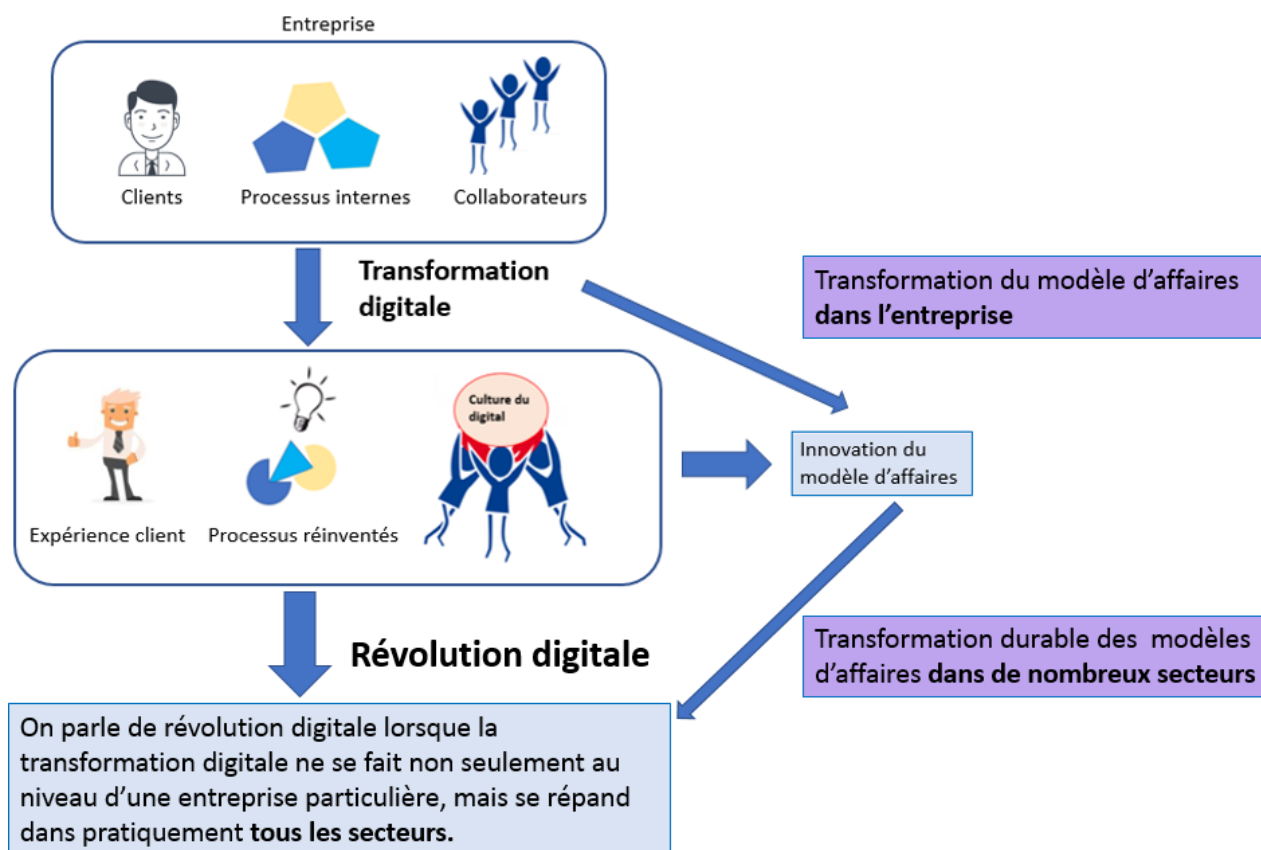 Entreprise
Clients
Processus internes
Collaborateurs
Transformation
digitale
Transformation du modèle d’affaires
dans l’entreprise
Culture du
digital
Innovation du
modèle d’affaires
Expérience client
Processus réinventés
Révolution digitale
Transformation durable des  modèles
d’affaires dans de nombreux secteurs
On parle de révolution digitale lorsque la
transformation digitale ne se fait non seulement au
niveau d’une entreprise particulière, mais se répand
dans pratiquement tous les secteurs.